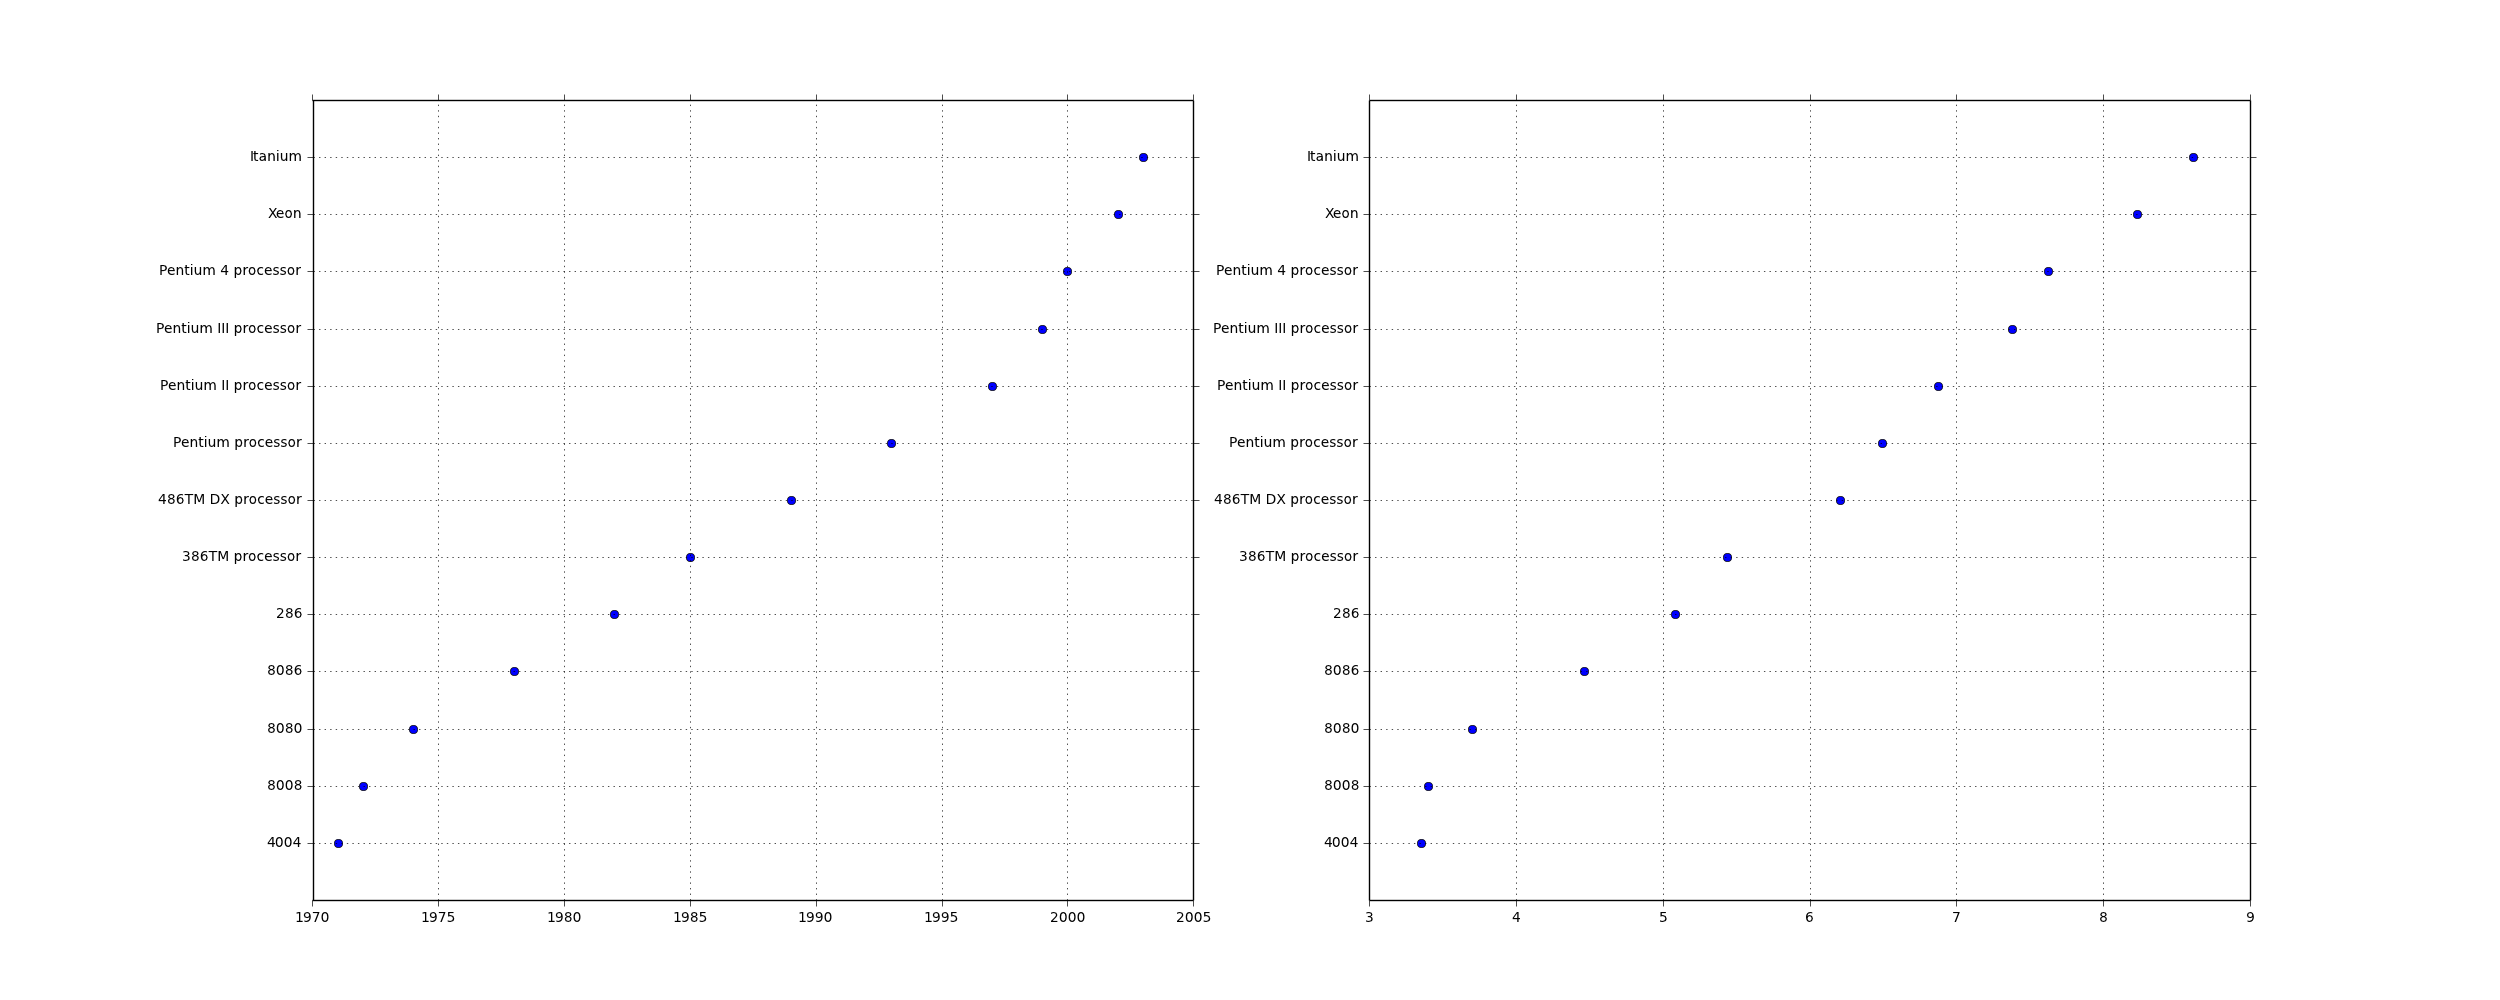 Itanium
Xeon
Pentium 4 processor
Pentium III processor
Pentium II processor
Pentium processor
486TM DX processor
386TM processor
286
8086
8080
8008
4004
1970 1975 1980 1985 1990 1995 2000 2005
Itanium
Xeon
Pentium 4 processor
Pentium III processor
Pentium II processor
Pentium processor
486TM DX processor
386TM processor
286
8086
8080
8008
4004
3 4 5 6 7 8 9